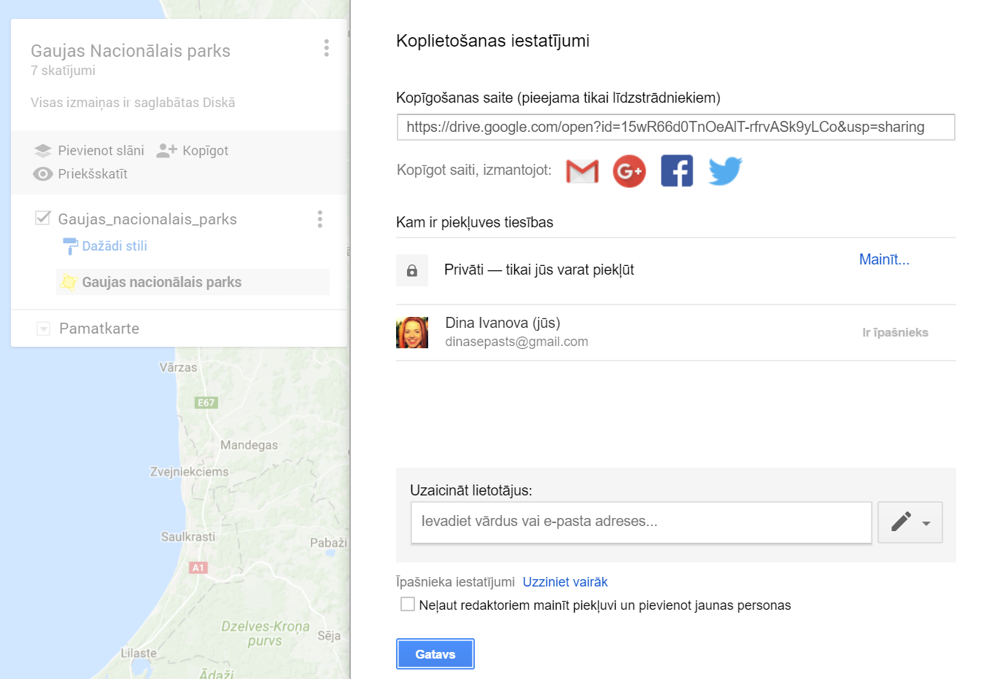 Gaujas Nacionālais parks
7 skatījumi
Visas izmaiņas ir saglabātas Diskā
Pievienot slāni
Kopīgot
Priekšskatīt
Gaujas_nacionalais_parks
Dažādi stili
Gaujas nacionālais parks
Pamatkarte
Vārzas
E67
Mandegas
Zvejniekciems
Saulkrasti
Pabaži
A1
Dzelves-Kroņa
purvs
Sēja
Lilaste
Ādaži
Koplietošanas iestatījumi
Kopīgošanas saite (pieejama tikai līdzstrādniekiem)
https://drive.google.com/open?id=15wR66d0TnOeAlT-rfrvASk9yLCo&usp=sharing
Kopīgot saiti, izmantojot:
G+
f
Kam ir piekļuves tiesības
Privāti — tikai jūs varat piekļūt
Mainīt...
Dina Ivanova (jūs)
dinasepasts@gmail.com
Ir īpašnieks
Uzaicināt lietotājus:
Ievadiet vārdus vai e-pasta adreses...
Īpašnieka iestatījumi Uzziniet vairāk
Neļaut redaktoriem mainīt piekļuvi un pievienot jaunas personas
Gatavs